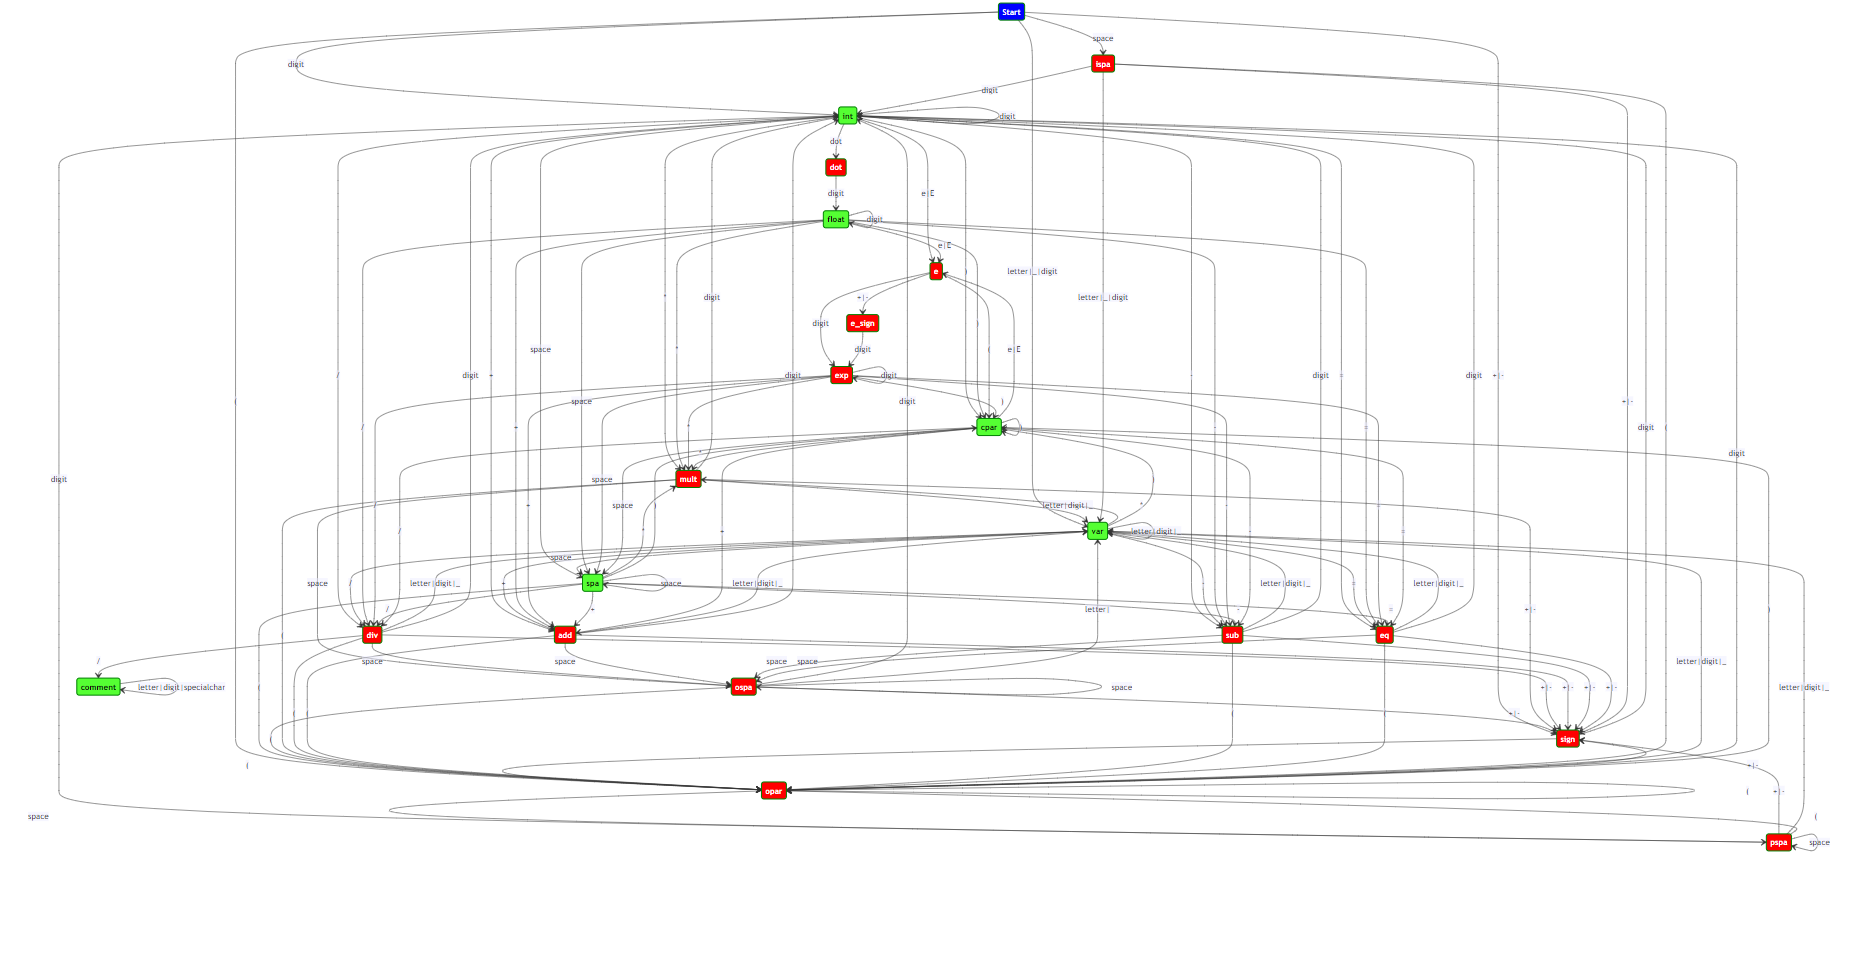 Start
space
digit
ispa
digit
int
digit
dot
dot
digit
e|E
float
digit
e|E
e
)
letter|_|digit
letter|_|digit
digit
+|-
e_sign
digit
)
(
e|E
space
digit
/
digit
+
exp
digit
digit
-
digit
=
digit
+|-
space
digit
)
+|-
(
/
+
cpar
)
-
=
digit
(
digit
digit
mult
space
space
)
letter|digit|_
+
var
letter|digit|_
=
space
spa
space
space
/
letter|digit|_
letter|digit|_
-
letter|digit|_
=
letter|digit|_
/
+
letter|
-
=
+|-
)
div
add
sub
eq
/
space
space
space
space
letter|digit|_
comment
letter|digit|specialchar
(
ospa
space
+|-
+|-
+|-
+|-
letter|digit|_
(
(
+|-
sign
(
+|-
opar
(
+|-
space
(
pspa
space